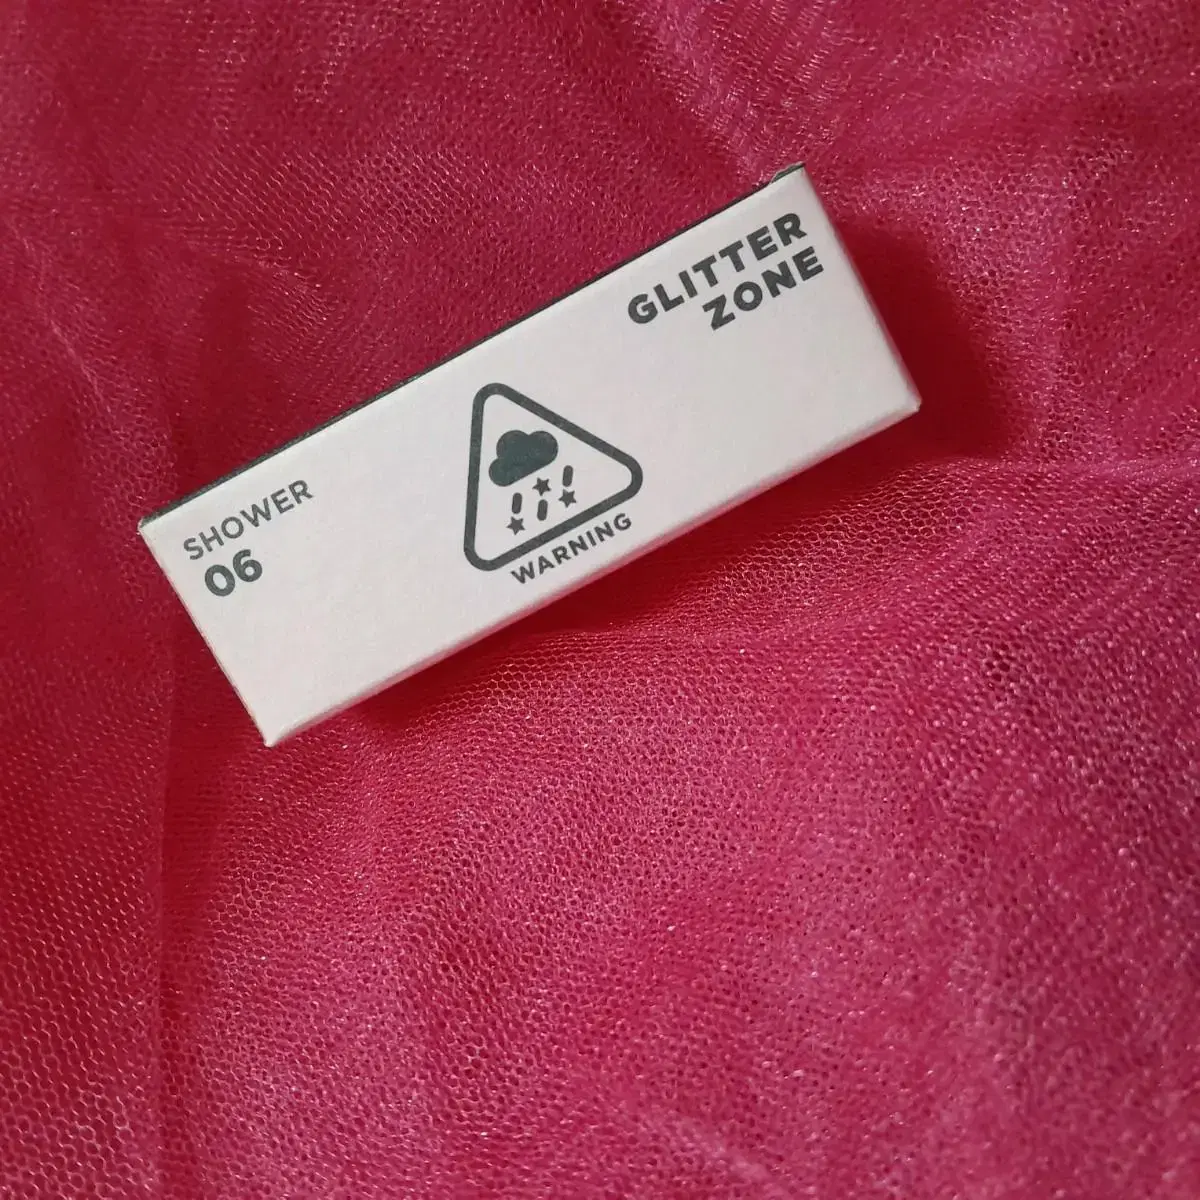 GLITTER
ZONE
SHOWER
06
WARNING